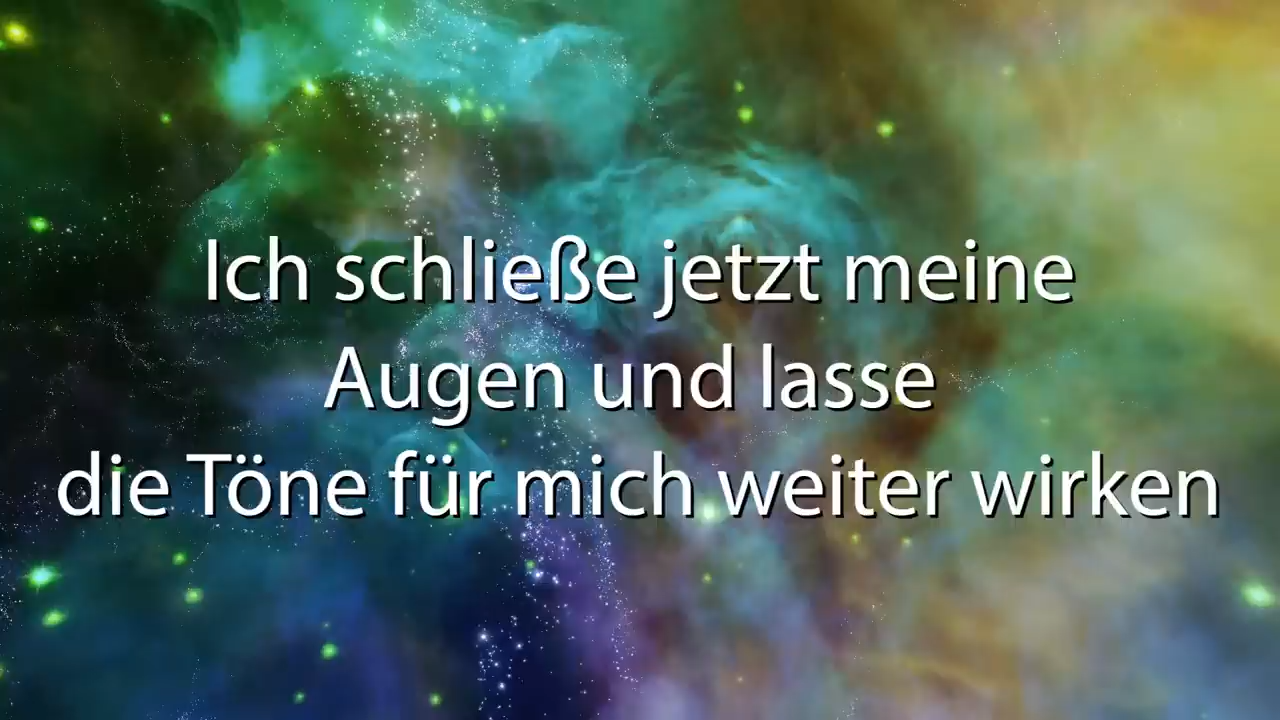 Ich schließe jetzt meine
Augen und lasse
die Töne für mich weiter wirken